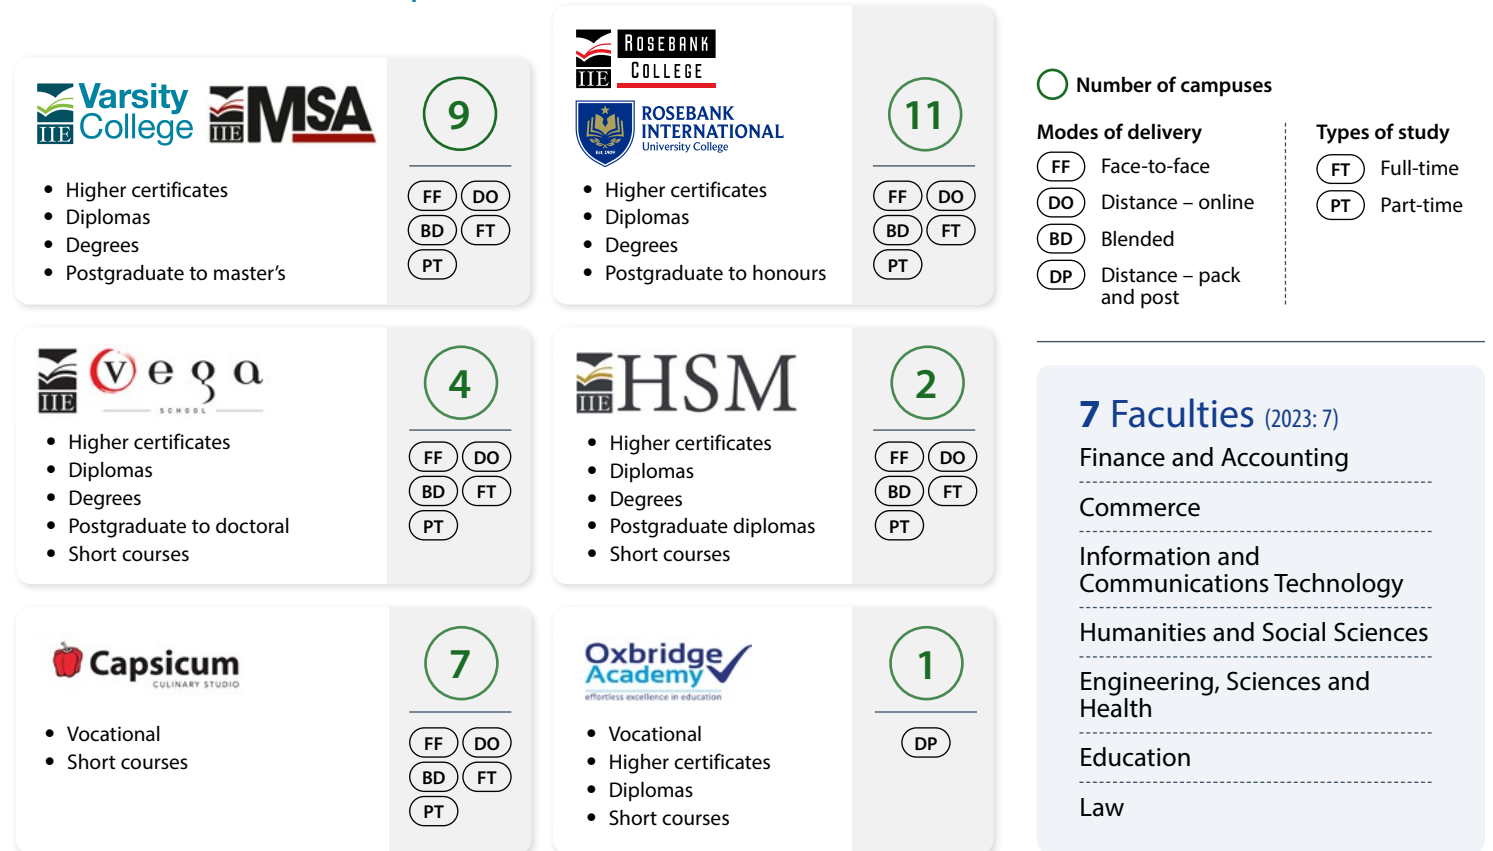 Varsity
College
IIE
IIE
MSA
9
• Higher certificates
• Diplomas
• Degrees
• Postgraduate to master’s
FF DO
BD FT
PT
IIE
ROSEBANK
COLLEGE
EST. 1909
ROSEBANK
INTERNATIONAL
University College
11
• Higher certificates
• Diplomas
• Degrees
• Postgraduate to honours
FF DO
BD FT
PT
IIE
vega
SCHOOL
4
• Higher certificates
• Diplomas
• Degrees
• Postgraduate to doctoral
• Short courses
FF DO
BD FT
PT
IIE
HSM
2
• Higher certificates
• Diplomas
• Degrees
• Postgraduate diplomas
• Short courses
FF DO
BD FT
PT
Capsicum
CULINARY STUDIO
7
• Vocational
• Short courses
FF DO
BD FT
PT
Oxbridge
Academy
effortless excellence in education
1
• Vocational
• Higher certificates
• Diplomas
• Short courses
DP
Number of campuses
Modes of delivery
FF Face-to-face
DO Distance – online
BD Blended
DP Distance – pack
and post
Types of study
FT Full-time
PT Part-time
7 Faculties (2023: 7)
Finance and Accounting
Commerce
Information and
Communications Technology
Humanities and Social Sciences
Engineering, Sciences and
Health
Education
Law